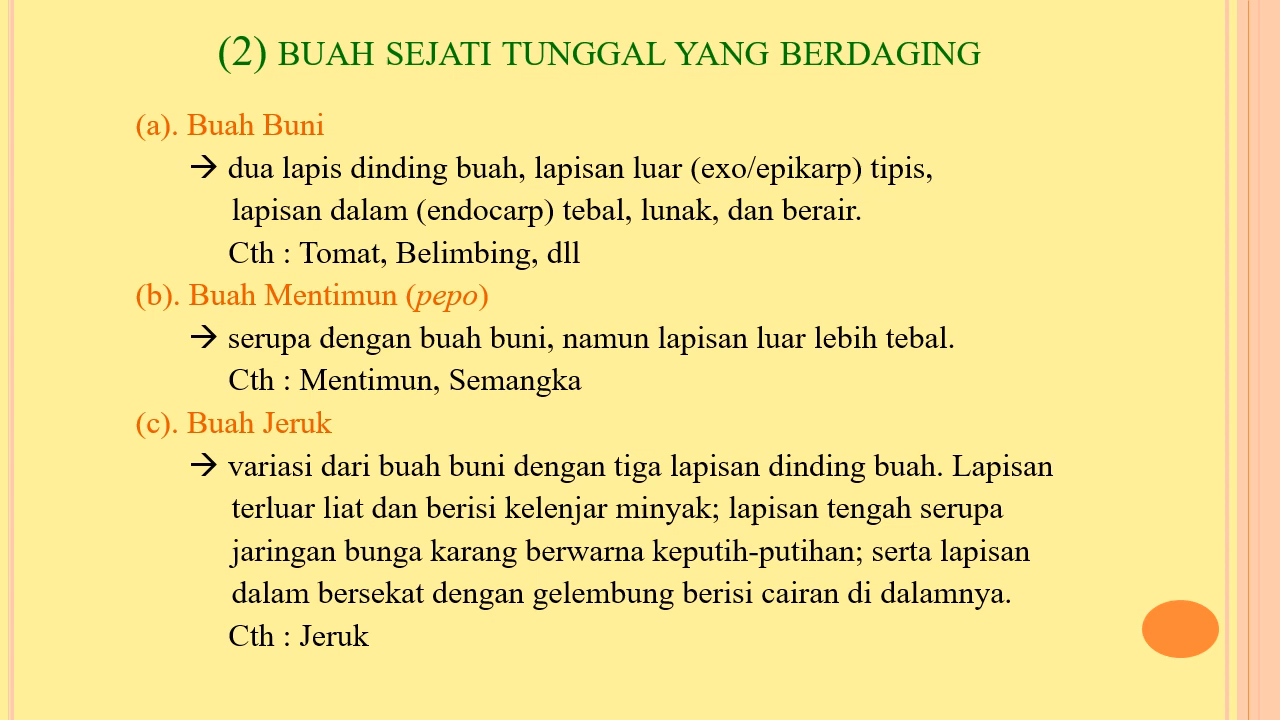 (2) BUAH SEJATI TUNGGAL YANG BERDAGING
(a). Buah Buni
→ dua lapis dinding buah, lapisan luar (exo/epikarp) tipis,
lapisan dalam (endocarp) tebal, lunak, dan berair.
Cth : Tomat, Belimbing, dll
(b). Buah Mentimun (pepo)
→ serupa dengan buah buni, namun lapisan luar lebih tebal.
Cth : Mentimun, Semangka
(c). Buah Jeruk
→ variasi dari buah buni dengan tiga lapisan dinding buah. Lapisan
terluar liat dan berisi kelenjar minyak; lapisan tengah serupa
jaringan bunga karang berwarna keputih-putihan; serta lapisan
dalam bersekat dengan gelembung berisi cairan di dalamnya.
Cth : Jeruk